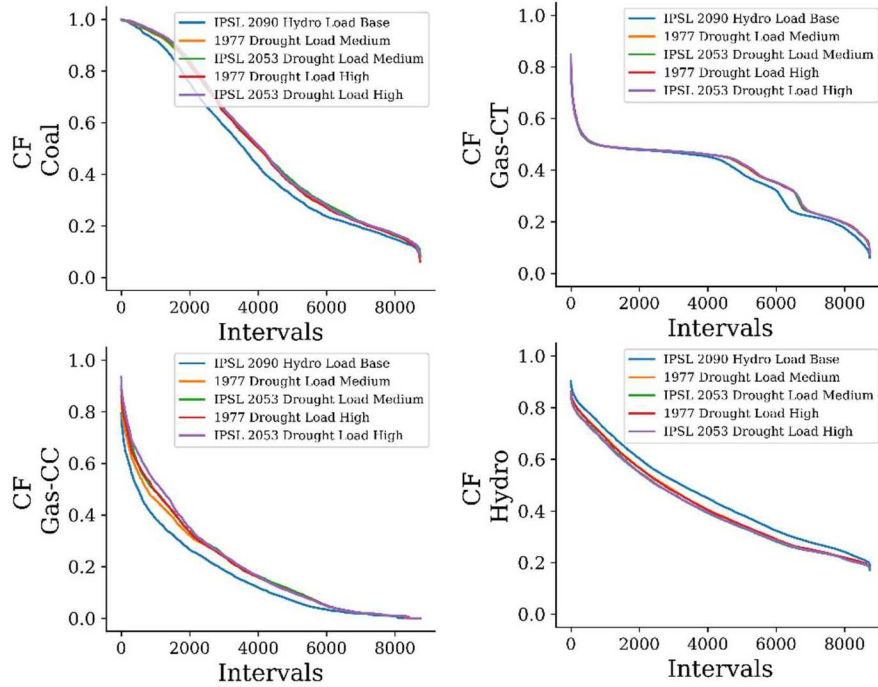 CF
Coal
1.0
0.8
0.6
0.4
0.2
0.0
IPSL 2090 Hydro Load Base
1977 Drought Load Medium
IPSL 2053 Drought Load Medium
1977 Drought Load High
IPSL 2053 Drought Load High
0 2000 4000 6000 8000
Intervals
CF
Gas-CT
1.0
0.8
0.6
0.4
0.2
0.0
IPSL 2090 Hydro Load Base
1977 Drought Load Medium
IPSL 2053 Drought Load Medium
1977 Drought Load High
IPSL 2053 Drought Load High
0 2000 4000 6000 8000
Intervals
CF
Gas-CC
1.0
0.8
0.6
0.4
0.2
0.0
IPSL 2090 Hydro Load Base
1977 Drought Load Medium
IPSL 2053 Drought Load Medium
1977 Drought Load High
IPSL 2053 Drought Load High
0 2000 4000 6000 8000
Intervals
CF
Hydro
1.0
0.8
0.6
0.4
0.2
0.0
IPSL 2090 Hydro Load Base
1977 Drought Load Medium
IPSL 2053 Drought Load Medium
1977 Drought Load High
IPSL 2053 Drought Load High
0 2000 4000 6000 8000
Intervals